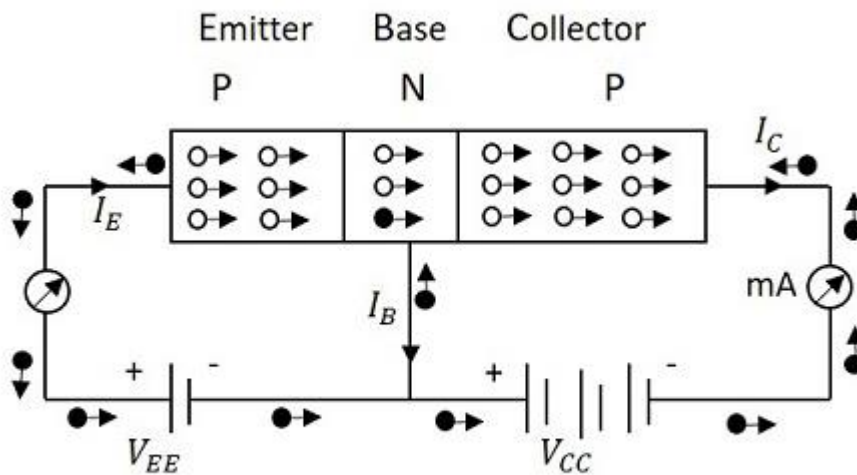 Emitter Base Collector
P N P
I_E I_C
I_B mA
+ - + -
V_EE V_CC